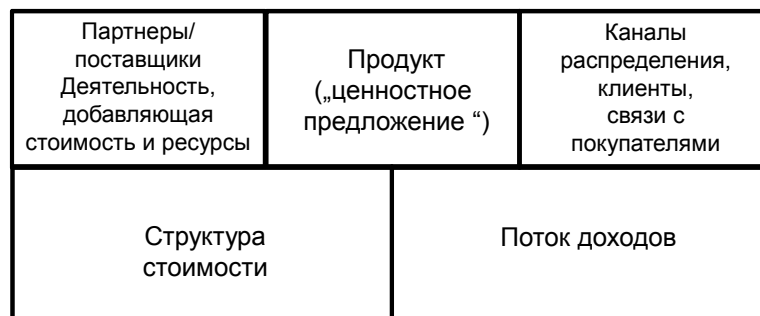 Партнеры/
поставщики
Деятельность,
добавляющая
стоимость и ресурсы
Продукт
(„ценностное
предложение “)
Каналы
распределения,
клиенты,
связи с
покупателями
Структура
стоимости
Поток доходов